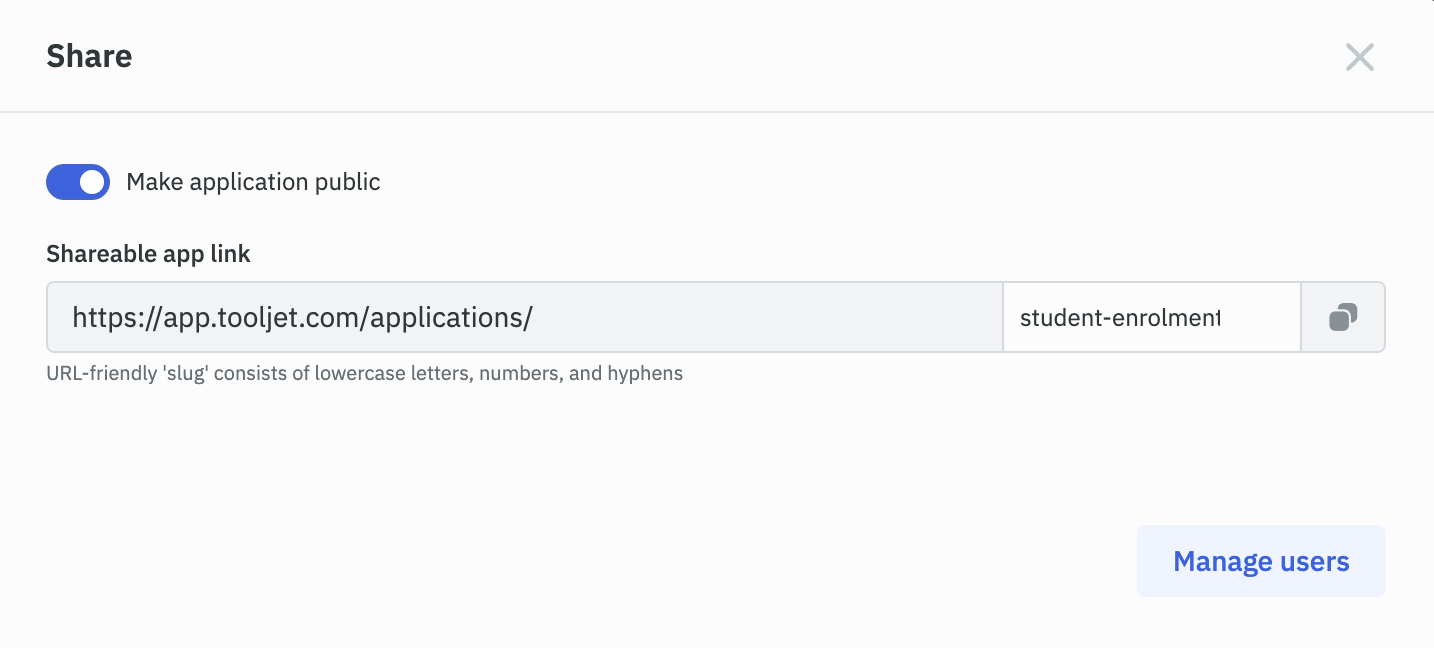 Share
Make application public
Shareable app link
https://app.tooljet.com/applications/ student-enrolment
URL-friendly 'slug' consists of lowercase letters, numbers, and hyphens
Manage users